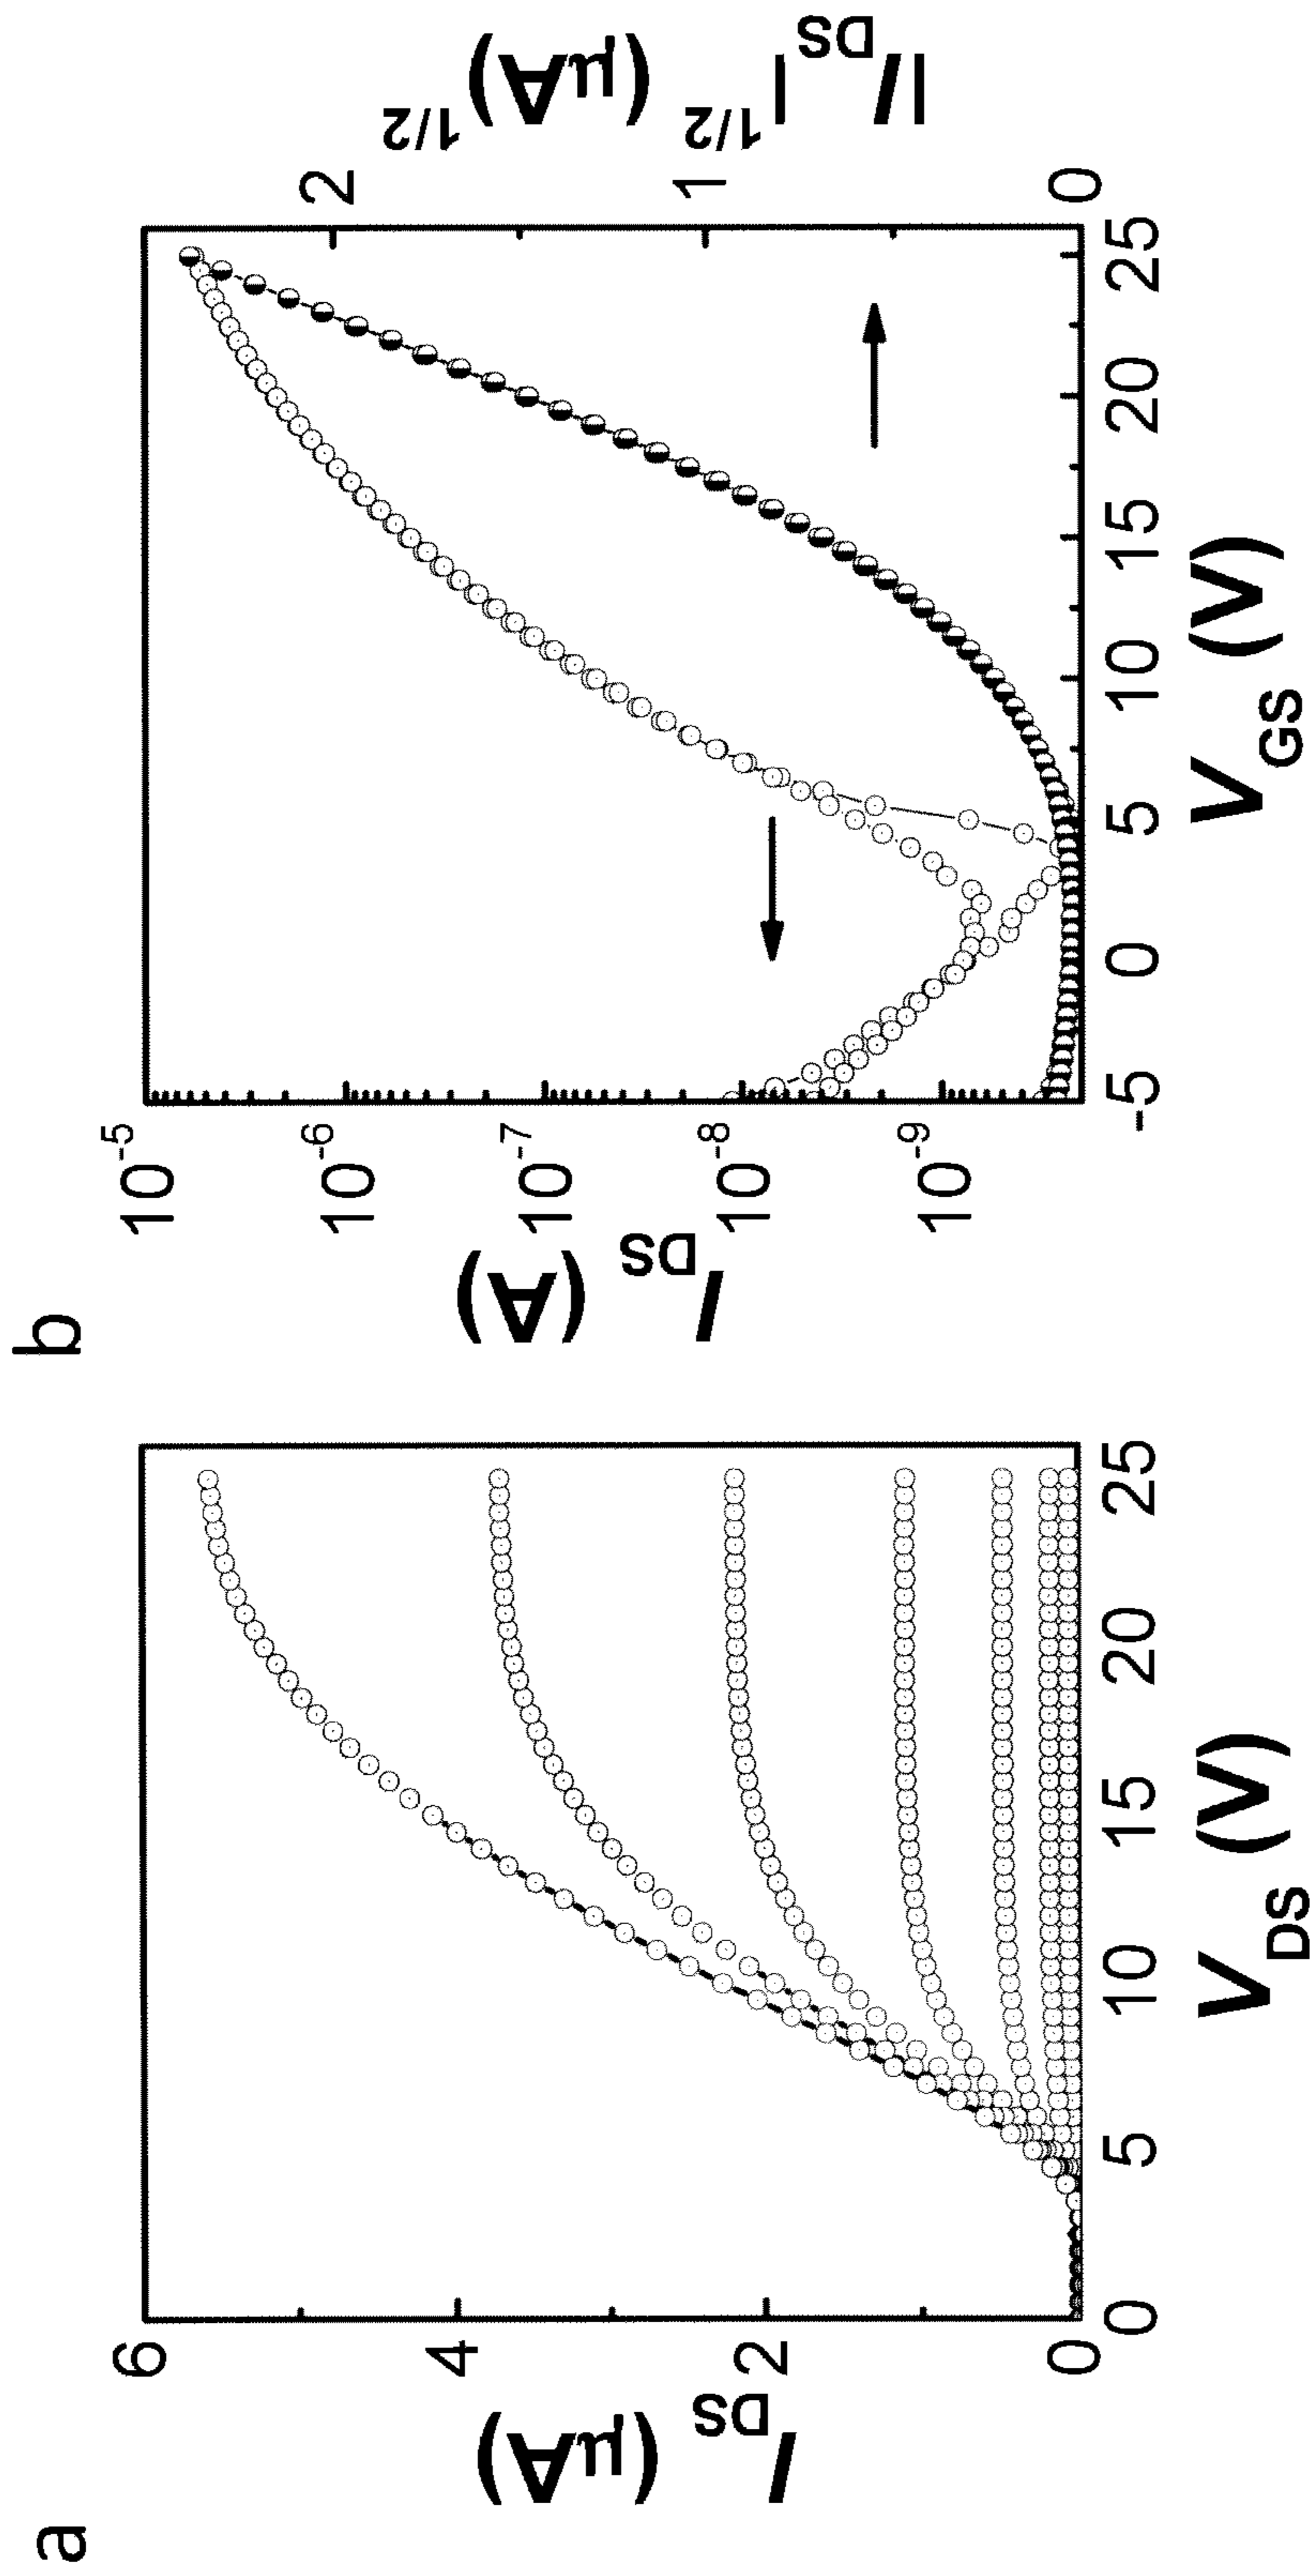 a
I_DS (μA)
6
4
2
0
0 5 10 15 20 25
V_DS (V)
b
I_DS (A)
10^-5
10^-6
10^-7
10^-8
10^-9
-5 0 5 10 15 20 25
V_GS (V)
2
1
0
|I_DS|^1/2 (μA)^1/2